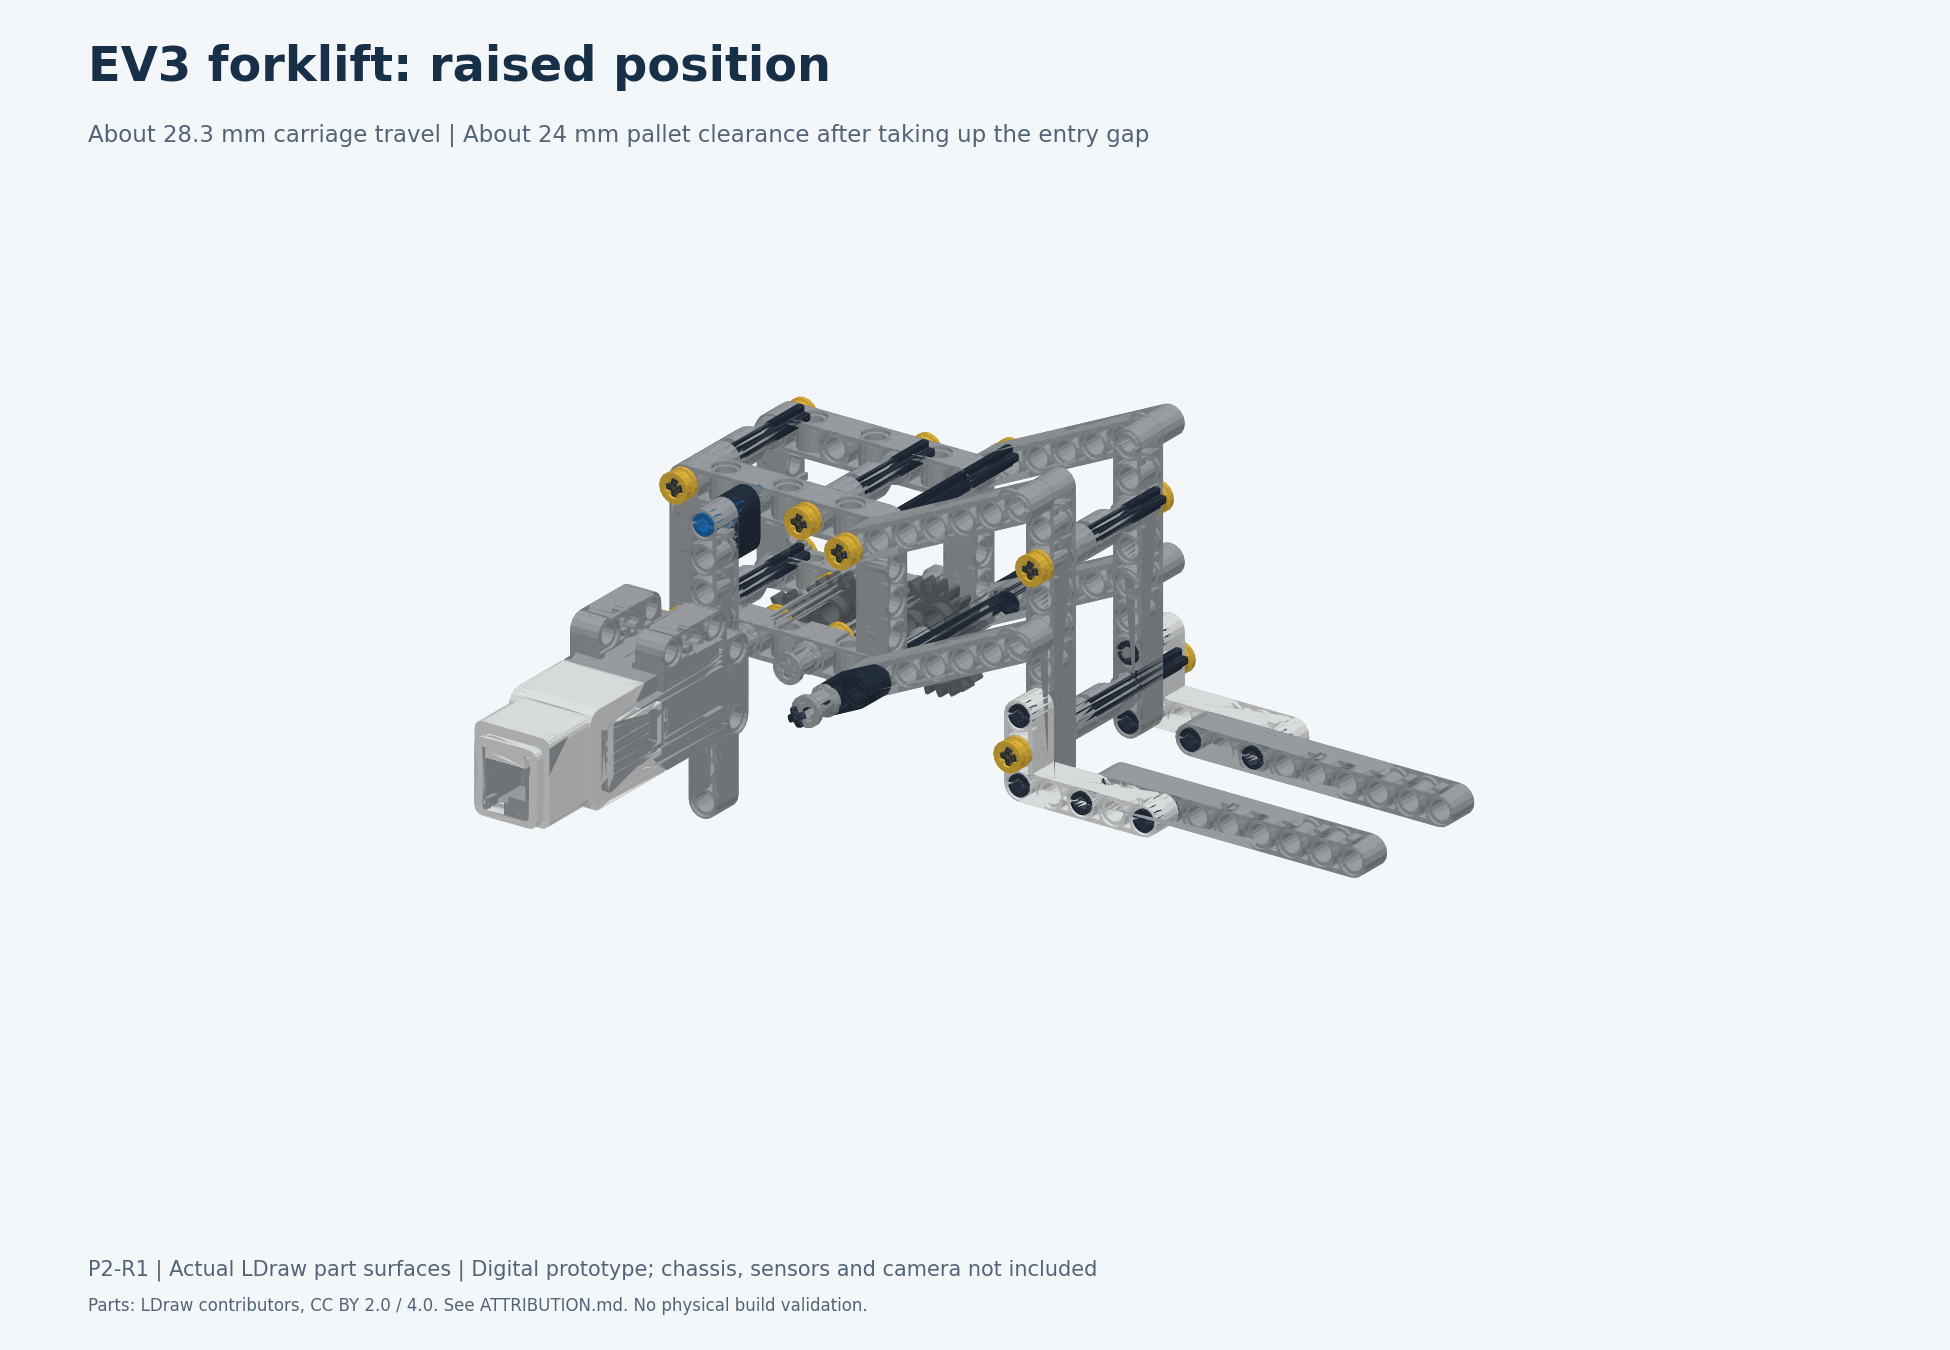 EV3 forklift: raised position
About 28.3 mm carriage travel | About 24 mm pallet clearance after taking up the entry gap
P2-R1 | Actual LDraw part surfaces | Digital prototype; chassis, sensors and camera not included
Parts: LDraw contributors, CC BY 2.0 / 4.0. See ATTRIBUTION.md. No physical build validation.